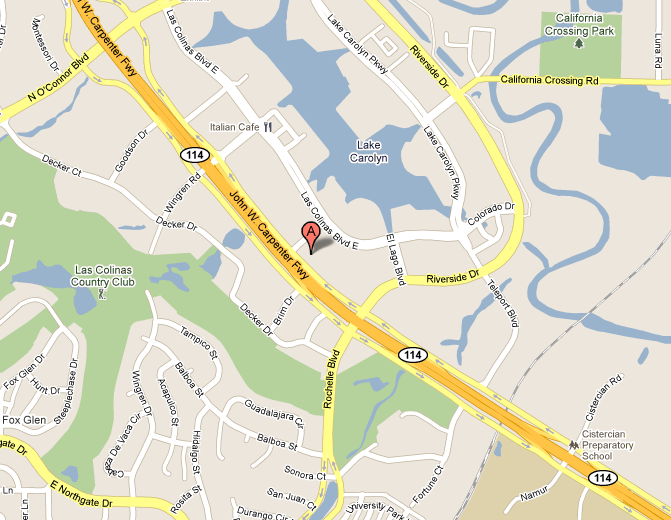 W. Carpenter Fwy
Las Colinas Blvd E
Lake Carolyn Pkwy
Riverside Dr
California
Crossing Park
Luna Rd
Montessori Dr
N O'Connor Blvd
California Crossing Rd
Goodson Dr
Italian Cafe
Lake
Carolyn
Lake Carolyn Pkwy
114
Decker Ct
Wingren Rd
John W. Carpenter Fwy
Las Colinas Blvd E
Colorado Dr
Decker Dr
A
El Lago Blvd
Las Colinas
Country Club
Riverside Dr
Teleport Blvd
Brim Dr
Decker Dr
Tampico St
114
Rochelle Blvd
Balboa St
Fox Glen Dr
Hunt Dr
Steeplechase Dr
Wingren Dr
Acapulco St
Cistercian Rd
Guadalajara Cir
Fox Glen
Hidalgo St
Balboa St
Cistercian
Preparatory
School
gate Dr
Sonora Ct
114
Fortune Ct
E Northgate Dr
Rosita St
San Juan Ct
Namur
Ln
Durango Cir
University Park